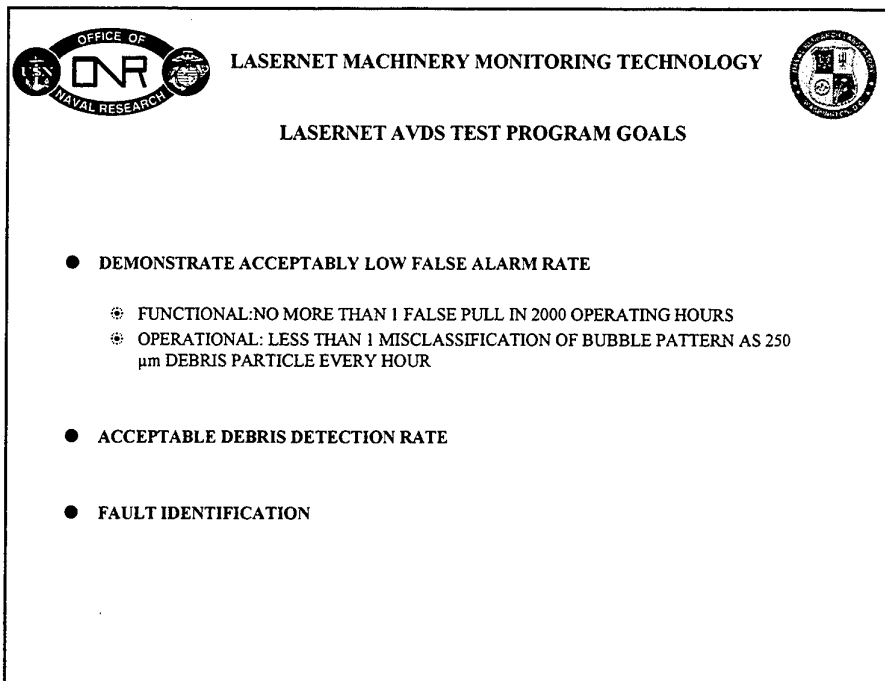 OFFICE OF
USN
ONR
NAVAL RESEARCH
LASERNET MACHINERY MONITORING TECHNOLOGY
LASERNET AVDS TEST PROGRAM GOALS
DEMONSTRATE ACCEPTABLY LOW FALSE ALARM RATE
FUNCTIONAL:NO MORE THAN 1 FALSE PULL IN 2000 OPERATING HOURS
OPERATIONAL: LESS THAN 1 MISCLASSIFICATION OF BUBBLE PATTERN AS 250
µm DEBRIS PARTICLE EVERY HOUR
ACCEPTABLE DEBRIS DETECTION RATE
FAULT IDENTIFICATION